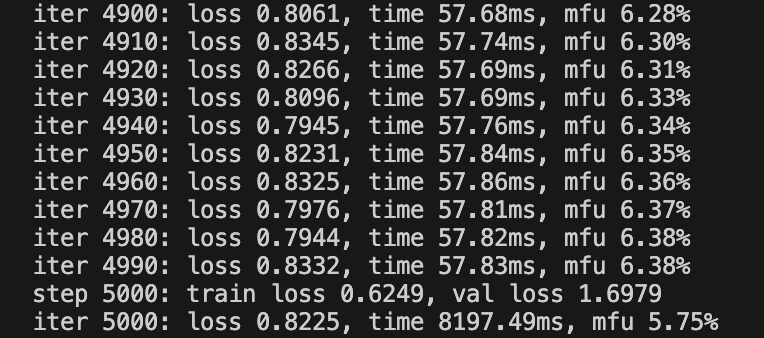 iter 4900: loss 0.8061, time 57.68ms, mfu 6.28%
iter 4910: loss 0.8345, time 57.74ms, mfu 6.30%
iter 4920: loss 0.8266, time 57.69ms, mfu 6.31%
iter 4930: loss 0.8096, time 57.69ms, mfu 6.33%
iter 4940: loss 0.7945, time 57.76ms, mfu 6.34%
iter 4950: loss 0.8231, time 57.84ms, mfu 6.35%
iter 4960: loss 0.8325, time 57.86ms, mfu 6.36%
iter 4970: loss 0.7976, time 57.81ms, mfu 6.37%
iter 4980: loss 0.7944, time 57.82ms, mfu 6.38%
iter 4990: loss 0.8332, time 57.83ms, mfu 6.38%
step 5000: train loss 0.6249, val loss 1.6979
iter 5000: loss 0.8225, time 8197.49ms, mfu 5.75%